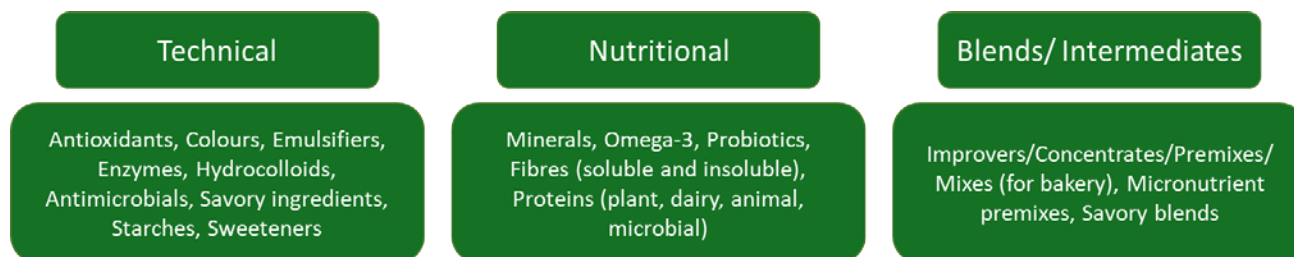 Technical
Antioxidants, Colours, Emulsifiers,
Enzymes, Hydrocolloids,
Antimicrobials, Savory ingredients,
Starches, Sweeteners
Nutritional
Minerals, Omega-3, Probiotics,
Fibres (soluble and insoluble),
Proteins (plant, dairy, animal,
microbial)
Blends/ Intermediates
Improvers/Concentrates/Premixes/
Mixes (for bakery), Micronutrient
premixes, Savory blends